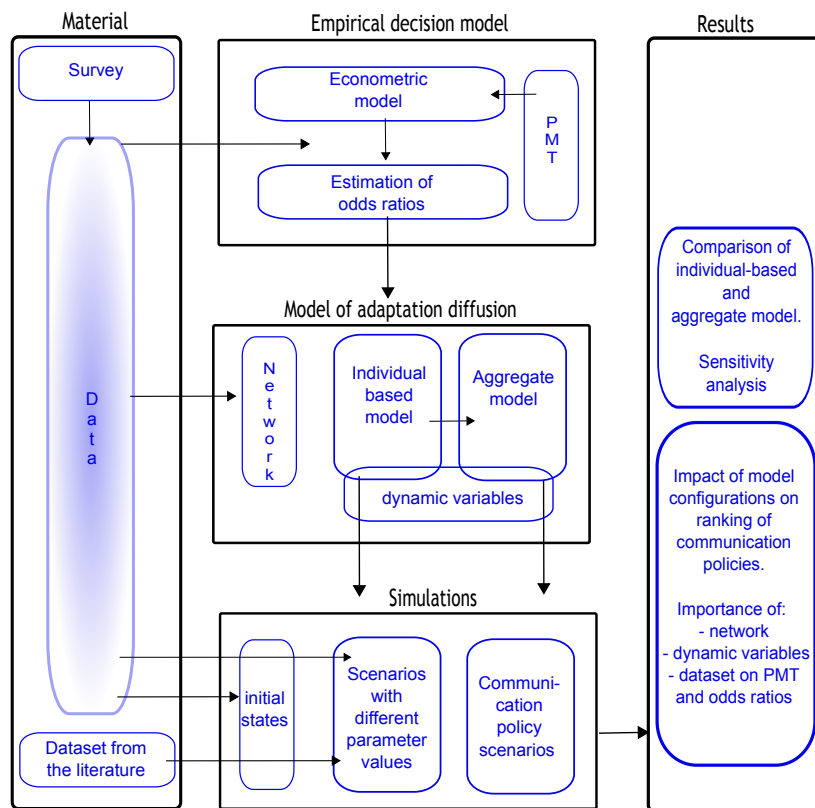 Material
Survey
Data
Dataset from
the literature
Empirical decision model
Econometric
model
PMT
Estimation of
odds ratios
Model of adaptation diffusion
Network
Individual
based
model
Aggregate
model
dynamic variables
Simulations
initial
states
Scenarios
with
different
parameter
values
Communi-
cation
policy
scenarios
Results
Comparison of
individual-based
and
aggregate model.
Sensitivity
analysis
Impact of model
configurations on
ranking of
communication
policies.
Importance of:
- network
- dynamic variables
- dataset on PMT
and odds ratios